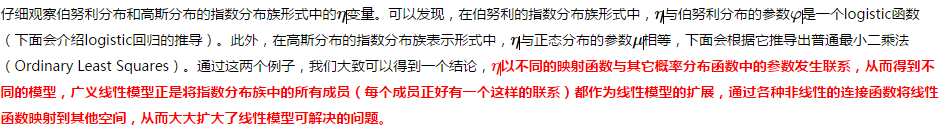 仔细观察伯努利分布和高斯分布的指数分布族形式中的η变量。可以发现，在伯努利的指数分布族形式中，η与伯努利分布的参数φ是一个logistic函数
（下面会介绍logistic回归的推导）。此外，在高斯分布的指数分布族表示形式中，η与正态分布的参数μ相等，下面会根据它推导出普通最小二乘法
（Ordinary Least Squares）。通过这两个例子，我们大致可以得到一个结论，η以不同的映射函数与其它概率分布函数中的参数发生联系，从而得到不
同的模型，广义线性模型正是将指数分布族中的所有成员（每个成员正好有一个这样的联系）都作为线性模型的扩展，通过各种非线性的连接函数将线性
函数映射到其他空间，从而大大扩大了线性模型可解决的问题。